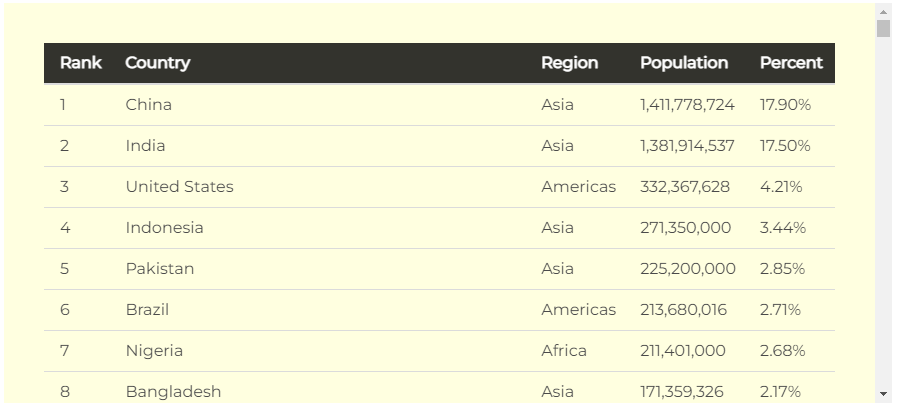 Rank Country Region Population Percent
1 China Asia 1,411,778,724 17.90%
2 India Asia 1,381,914,537 17.50%
3 United States Americas 332,367,628 4.21%
4 Indonesia Asia 271,350,000 3.44%
5 Pakistan Asia 225,200,000 2.85%
6 Brazil Americas 213,680,016 2.71%
7 Nigeria Africa 211,401,000 2.68%
8 Bangladesh Asia 171,359,326 2.17%